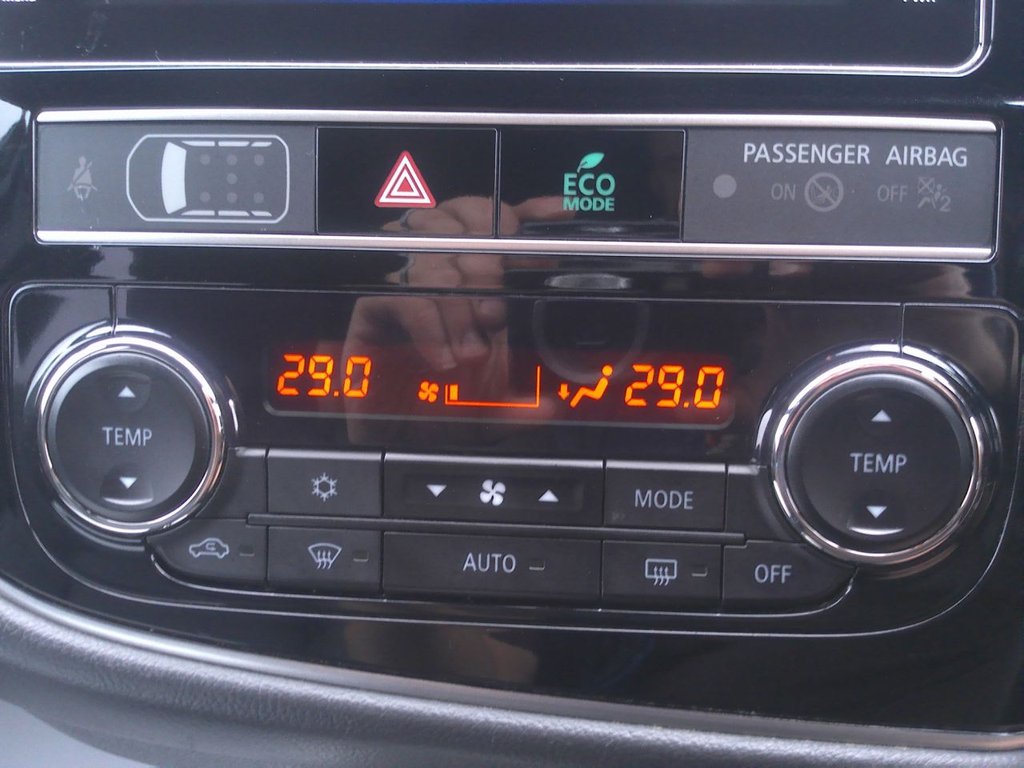 PASSENGER AIRBAG
ECO
MODE
ON
OFF
2
29.0
29.0
TEMP
TEMP
MODE
AUTO
OFF